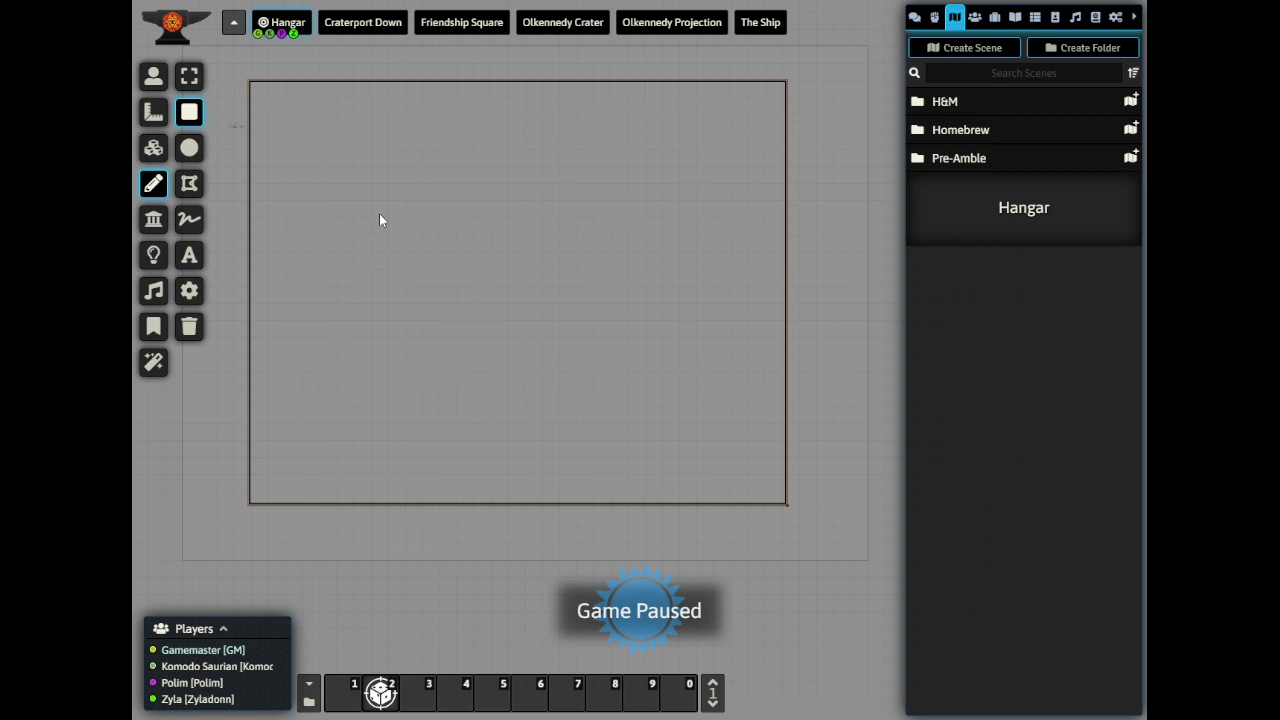 Hangar
G K P Z
Craterport Down
Friendship Square
Olkennedy Crater
Olkennedy Projection
The Ship
Create Scene
Create Folder
Search Scenes
H&M
Homebrew
Pre-Amble
Hangar
A
Game Paused
Players
Gamemaster [GM]
Komodo Saurian [Komoc
Polim [Polim]
Zyla [Zyladonn]
1 2 3 4 5 6 7 8 9 0
1